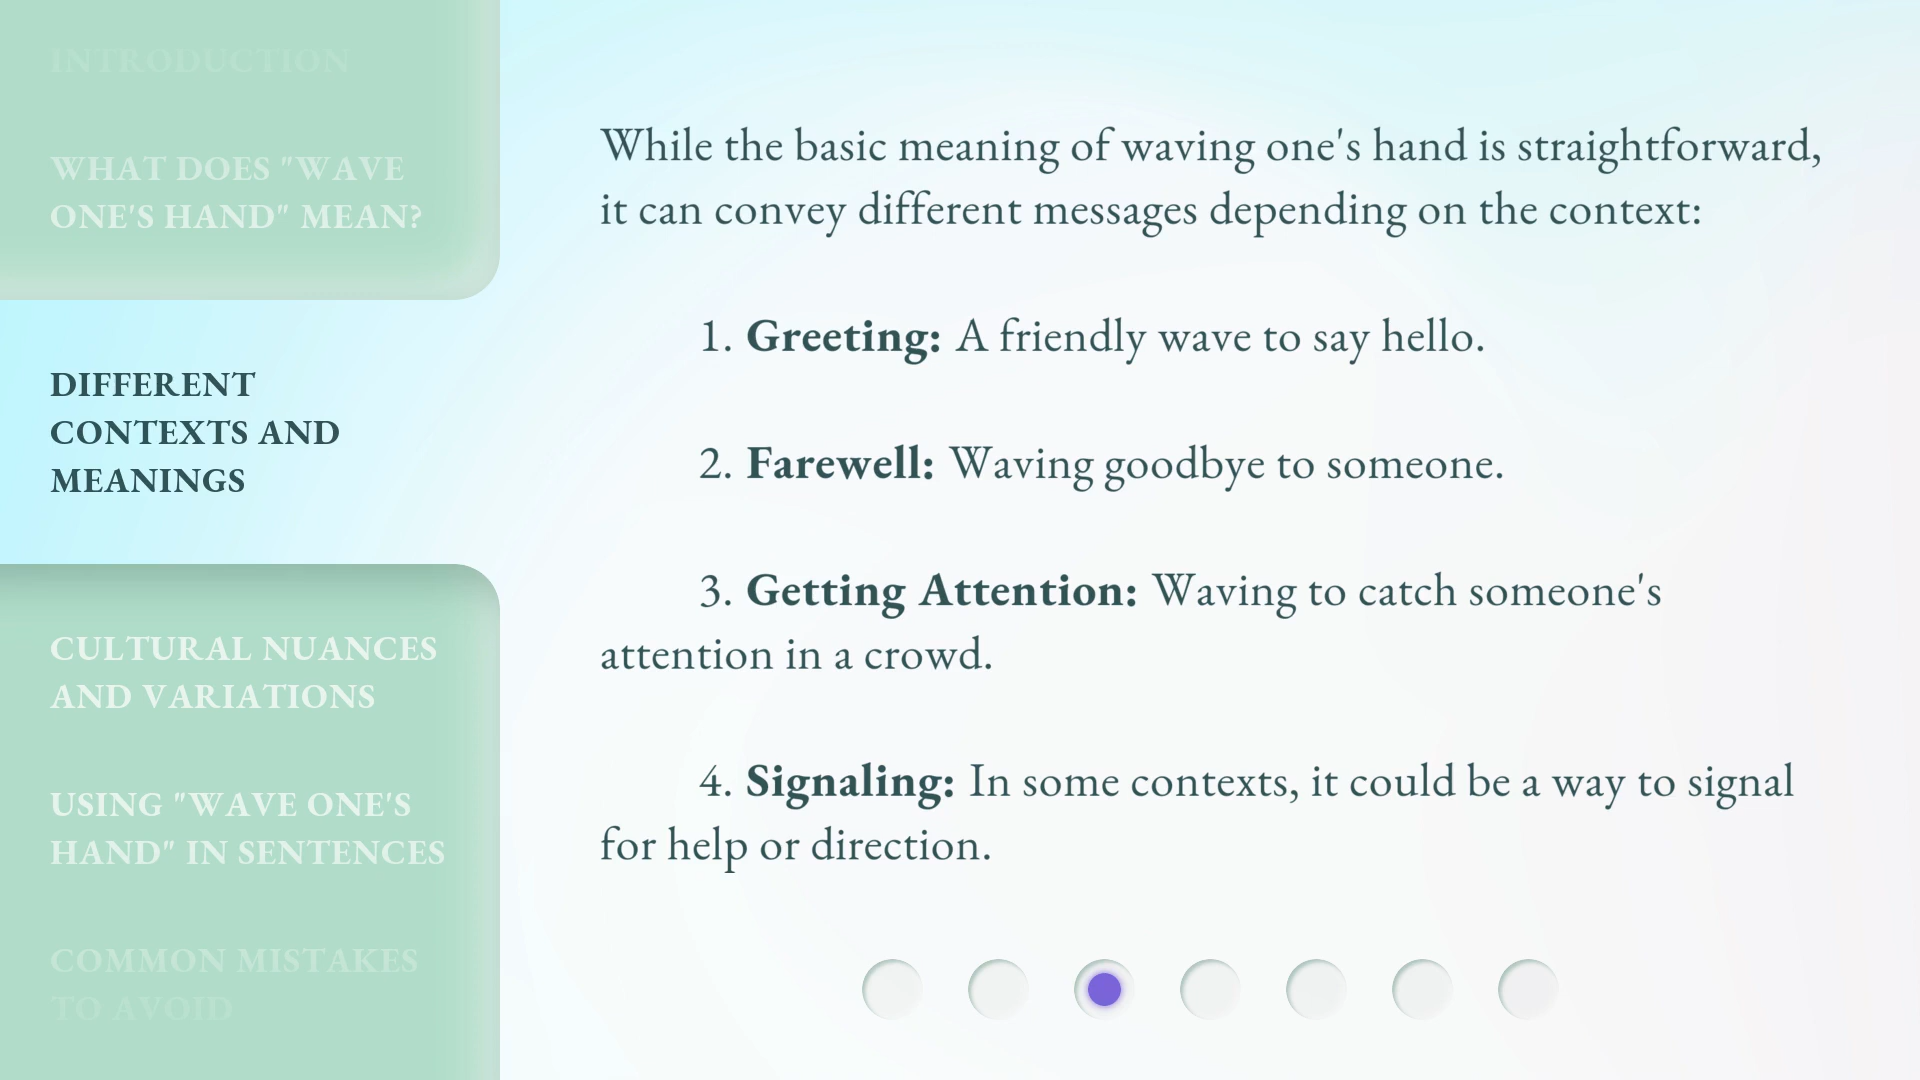 INTRODUCTION
WHAT DOES "WAVE
ONE'S HAND" MEAN?
DIFFERENT
CONTEXTS AND
MEANINGS
CULTURAL NUANCES
AND VARIATIONS
USING "WAVE ONE'S
HAND" IN SENTENCES
COMMON MISTAKES
TO AVOID
While the basic meaning of waving one's hand is straightforward,
it can convey different messages depending on the context:
1. Greeting: A friendly wave to say hello.
2. Farewell: Waving goodbye to someone.
3. Getting Attention: Waving to catch someone's
attention in a crowd.
4. Signaling: In some contexts, it could be a way to signal
for help or direction.